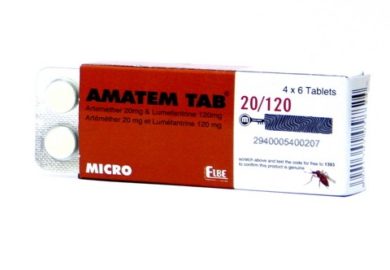 4 x 6 Tablets
AMATEM TAB®
20/120
Artemether 20mg & Lumefantrine 120mg
Artéméther 20 mg et Luméfantrine 120 mg
2940005400207
scratch above and text the code for free to 1393
to confirm this product is genuine
MICRO
ELBE